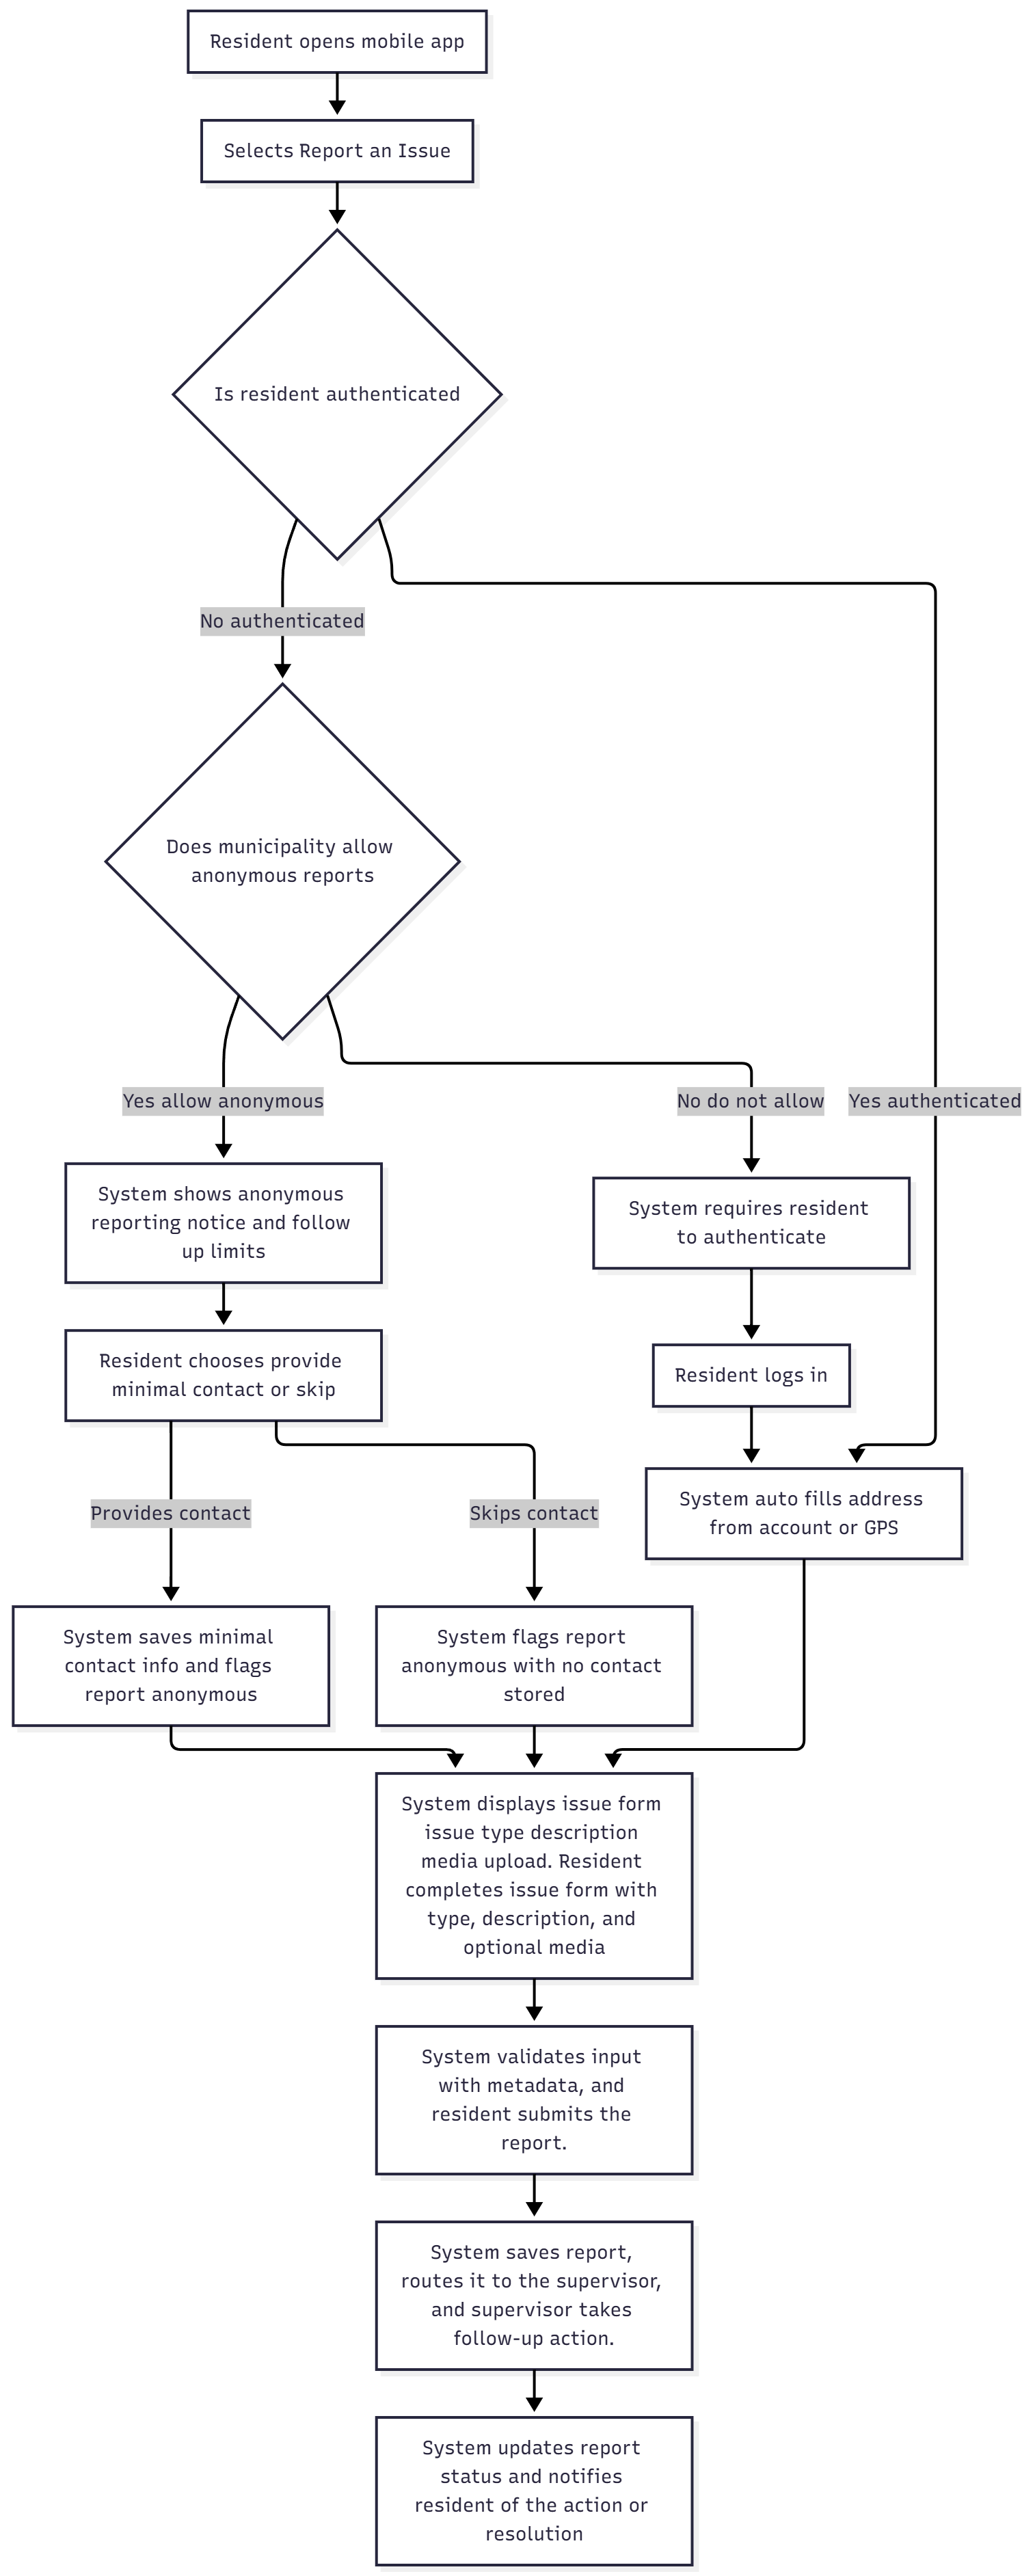 Resident opens mobile app
Selects Report an Issue
Is resident authenticated
No authenticated
Does municipality allow
anonymous reports
Yes allow anonymous
No do not allow
Yes authenticated
System shows anonymous
reporting notice and follow
up limits
System requires resident
to authenticate
Resident chooses provide
minimal contact or skip
Resident logs in
Provides contact
Skips contact
System auto fills address
from account or GPS
System saves minimal
contact info and flags
report anonymous
System flags report
anonymous with no contact
stored
System displays issue form
issue type description
media upload. Resident
completes issue form with
type, description, and
optional media
System validates input
with metadata, and
resident submits the
report.
System saves report,
routes it to the supervisor,
and supervisor takes
follow-up action.
System updates report
status and notifies
resident of the action or
resolution